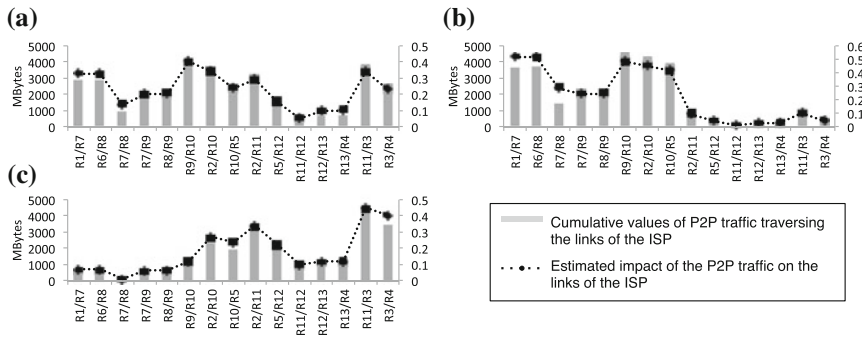 (a)
5000
4000
3000
2000
1000
0
MBytes
0.5
0.4
0.3
0.2
0.1
0
R1/R7
R6/R8
R7/R8
R7/R9
R8/R9
R9/R10
R2/R10
R10/R5
R2/R11
R5/R12
R11/R12
R12/R13
R13/R4
R11/R3
R3/R4
(b)
5000
4000
3000
2000
1000
0
MBytes
0.6
0.5
0.4
0.3
0.2
0.1
0
R1/R7
R6/R8
R7/R8
R7/R9
R8/R9
R9/R10
R2/R10
R10/R5
R2/R11
R5/R12
R11/R12
R12/R13
R13/R4
R11/R3
R3/R4
(c)
5000
4000
3000
2000
1000
0
MBytes
0.5
0.4
0.3
0.2
0.1
0
R1/R7
R6/R8
R7/R8
R7/R9
R8/R9
R9/R10
R2/R10
R10/R5
R2/R11
R5/R12
R11/R12
R12/R13
R13/R4
R11/R3
R3/R4
Cumulative values of P2P traffic traversing
the links of the ISP
Estimated impact of the P2P traffic on the
links of the ISP